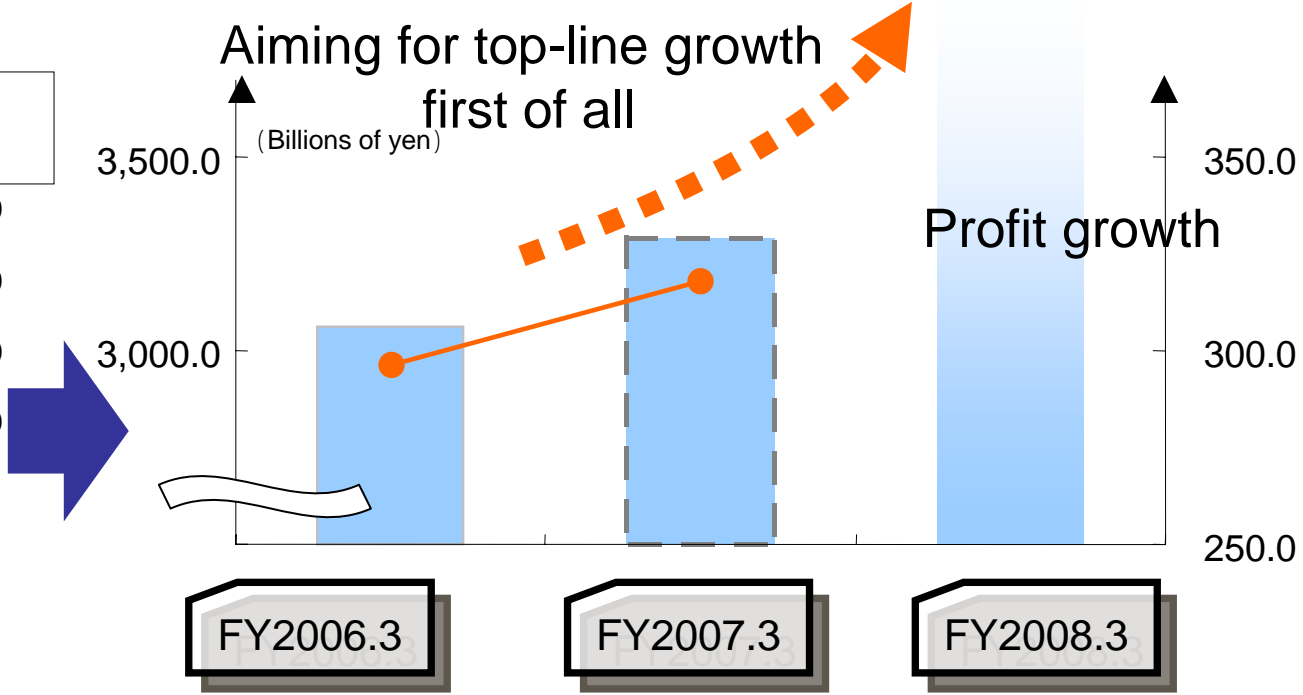 Aiming for top-line growth
first of all
(Billions of yen)
3,500.0
350.0
Profit growth
3,000.0
300.0
250.0
FY2006.3
FY2007.3
FY2008.3